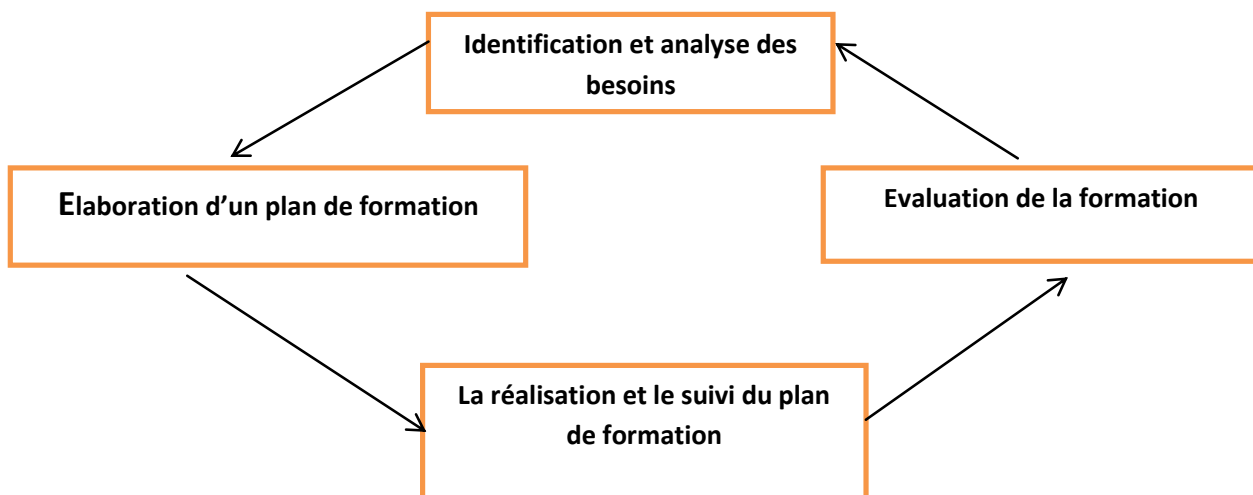 Identification et analyse des
besoins
Elaboration d’un plan de formation
Evaluation de la formation
La réalisation et le suivi du plan
de formation